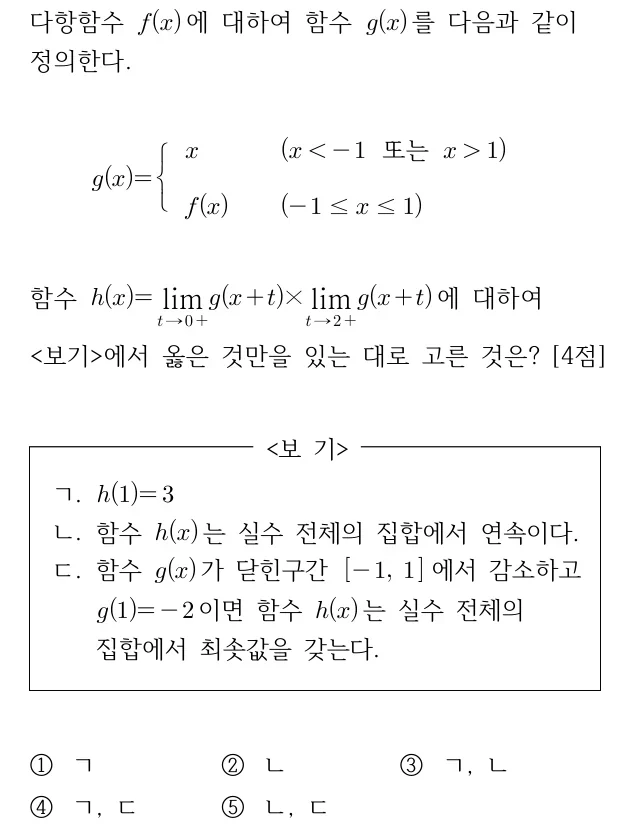 다항함수 f(x)에 대하여 함수 g(x)를 다음과 같이
정의한다.
g(x)={ x (x<−1 또는 x>1)
f(x) (−1≤x≤1)
함수 h(x)= lim g(x+t)× lim g(x+t)에 대하여
t→0+ t→2+
<보기>에서 옳은 것만을 있는 대로 고른 것은? [4점]
<보 기>
ㄱ. h(1)=3
ㄴ. 함수 h(x)는 실수 전체의 집합에서 연속이다.
ㄷ. 함수 g(x)가 닫힌구간 [−1, 1]에서 감소하고
g(1)=−2이면 함수 h(x)는 실수 전체의
집합에서 최솟값을 갖는다.
① ㄱ ② ㄴ ③ ㄱ, ㄴ
④ ㄱ, ㄷ ⑤ ㄴ, ㄷ